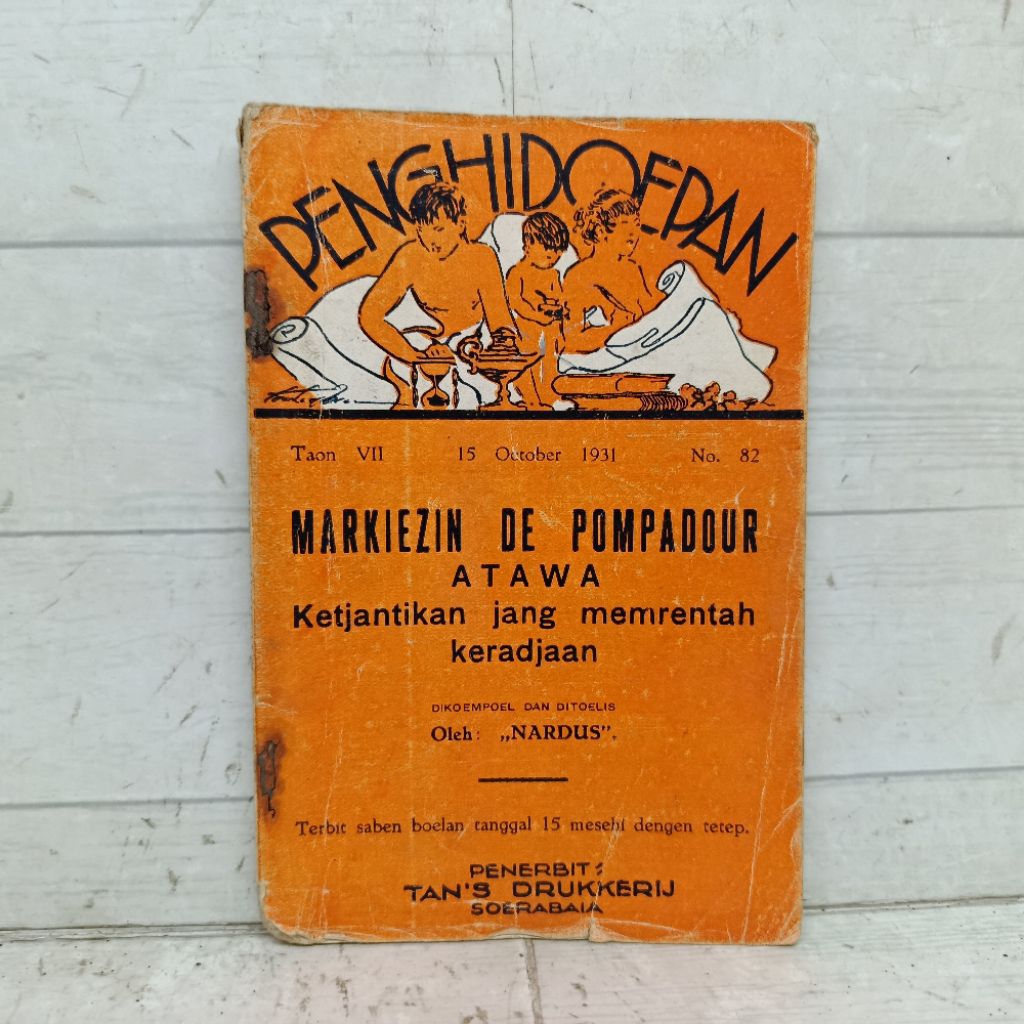 PENGHIDOEPAN
Taon VII 15 October 1931 No. 82
MARKIEZIN DE POMPADOUR
ATAWA
Ketjantikan jang memrentah
keradjaan
DIKOEMPOEL DAN DITOELIS
Oleh: „NARDUS”.
Terbit saben boelan tanggal 15 mesehi dengen tetep.
PENERBIT:
TAN'S DRUKKERIJ
SOERABAIA